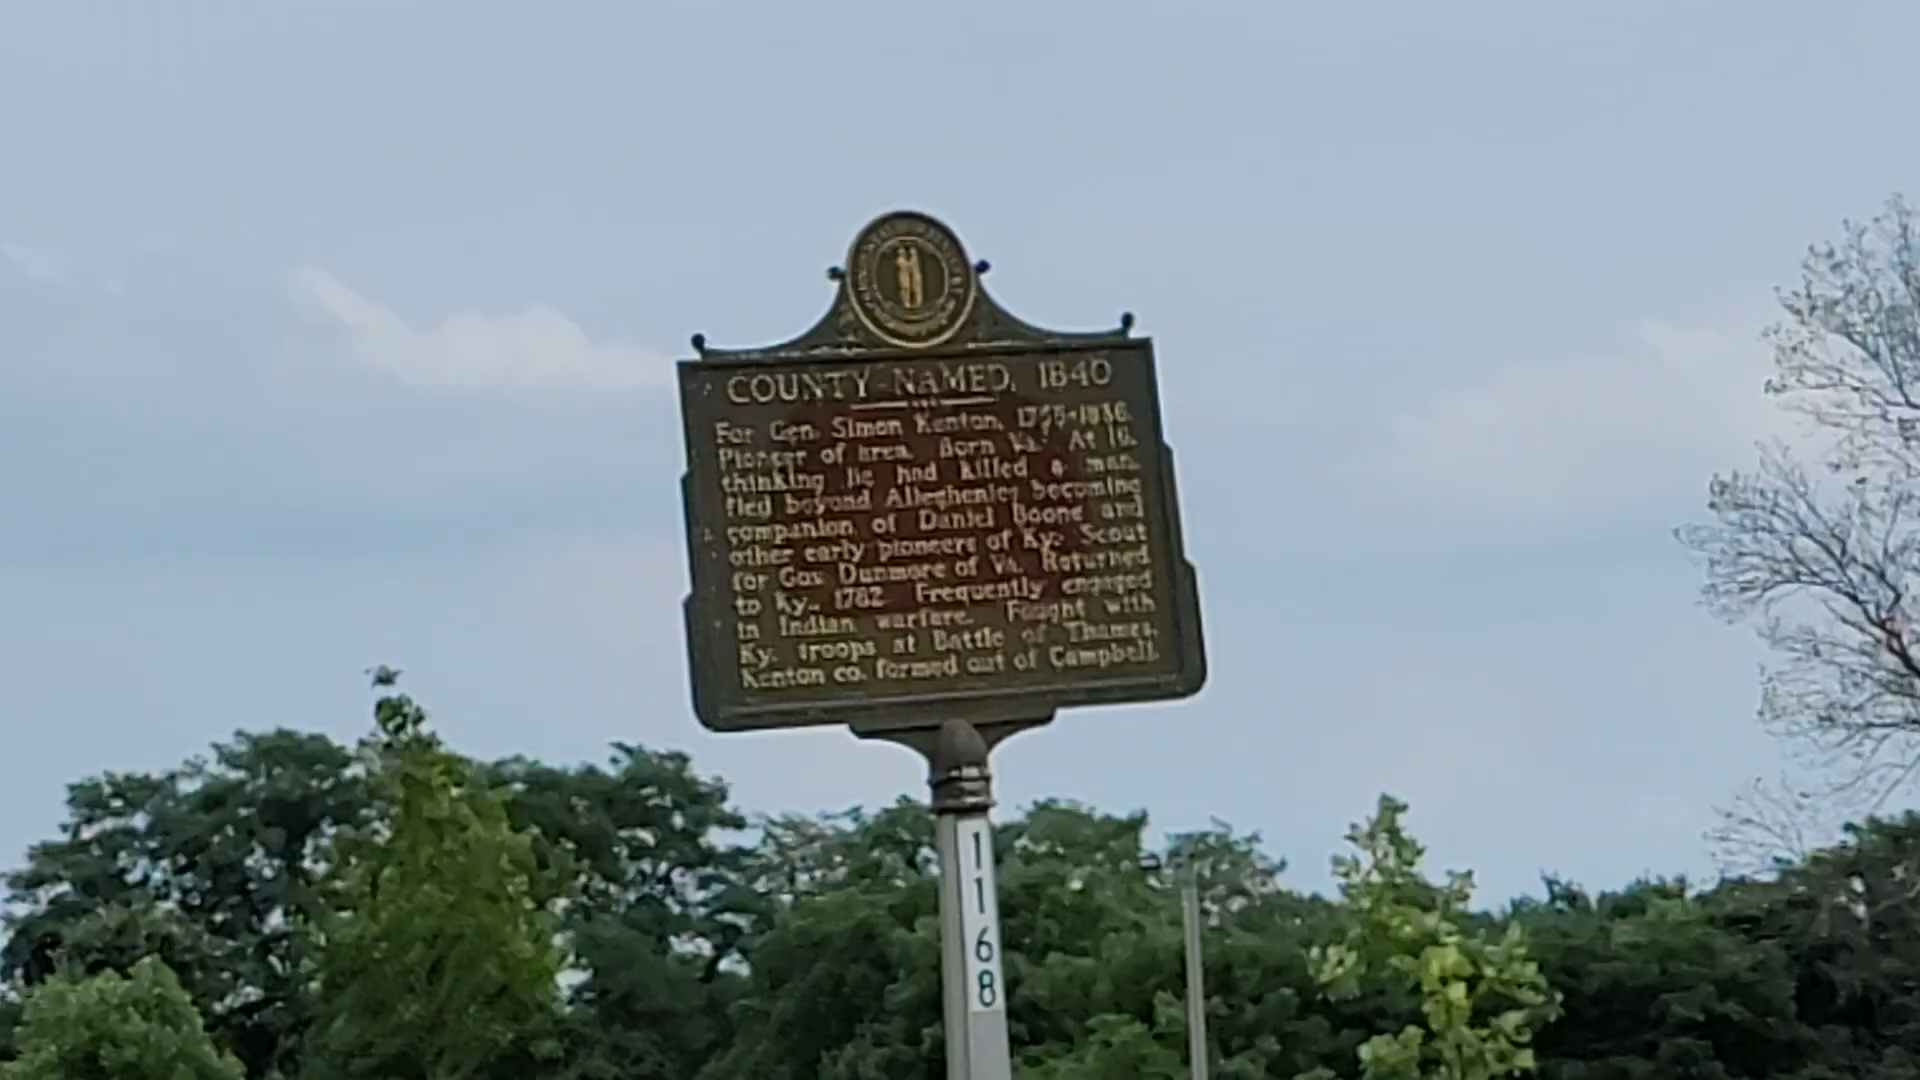 COUNTY NAMED, 1840
For Gen. Simon Kenton, 1755-1836.
Pioneer of area. Born Va. At 16,
thinking he had killed a man,
fled beyond Alleghenies becoming
companion of Daniel Boone and
other early pioneers of Ky. Scout
for Gov. Dunmore of Va. Returned
to Ky., 1782. Frequently engaged
in Indian warfare. Fought with
Ky. troops at Battle of Thames.
Kenton co. formed out of Campbell.
1168